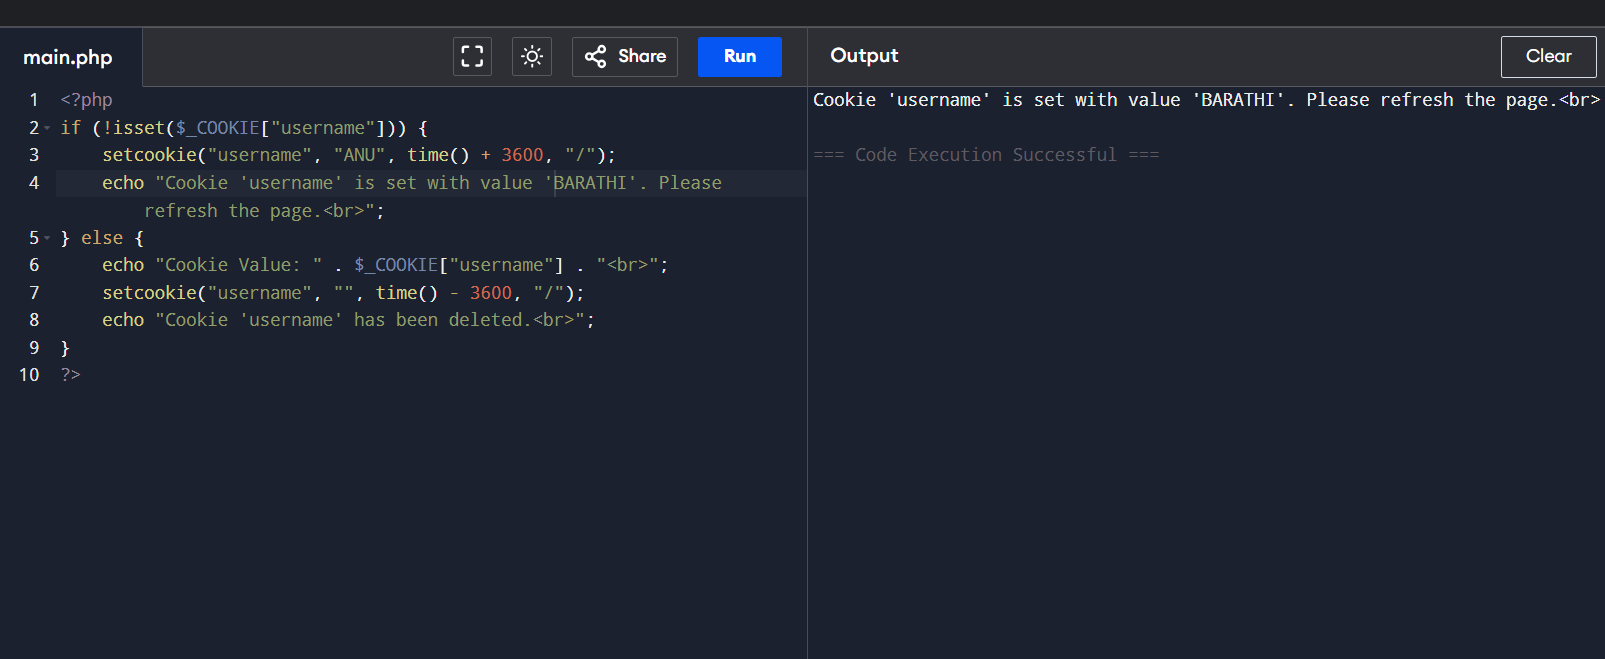 main.php
Share
Run
Output
Clear
1 <?php
2 if (!isset($_COOKIE["username"])) {
3     setcookie("username", "ANU", time() + 3600, "/");
4     echo "Cookie 'username' is set with value 'BARATHI'. Please
        refresh the page.<br>";
5 } else {
6     echo "Cookie Value: " . $_COOKIE["username"] . "<br>";
7     setcookie("username", "", time() - 3600, "/");
8     echo "Cookie 'username' has been deleted.<br>";
9 }
10 ?>
Cookie 'username' is set with value 'BARATHI'. Please refresh the page.<br>
=== Code Execution Successful ===